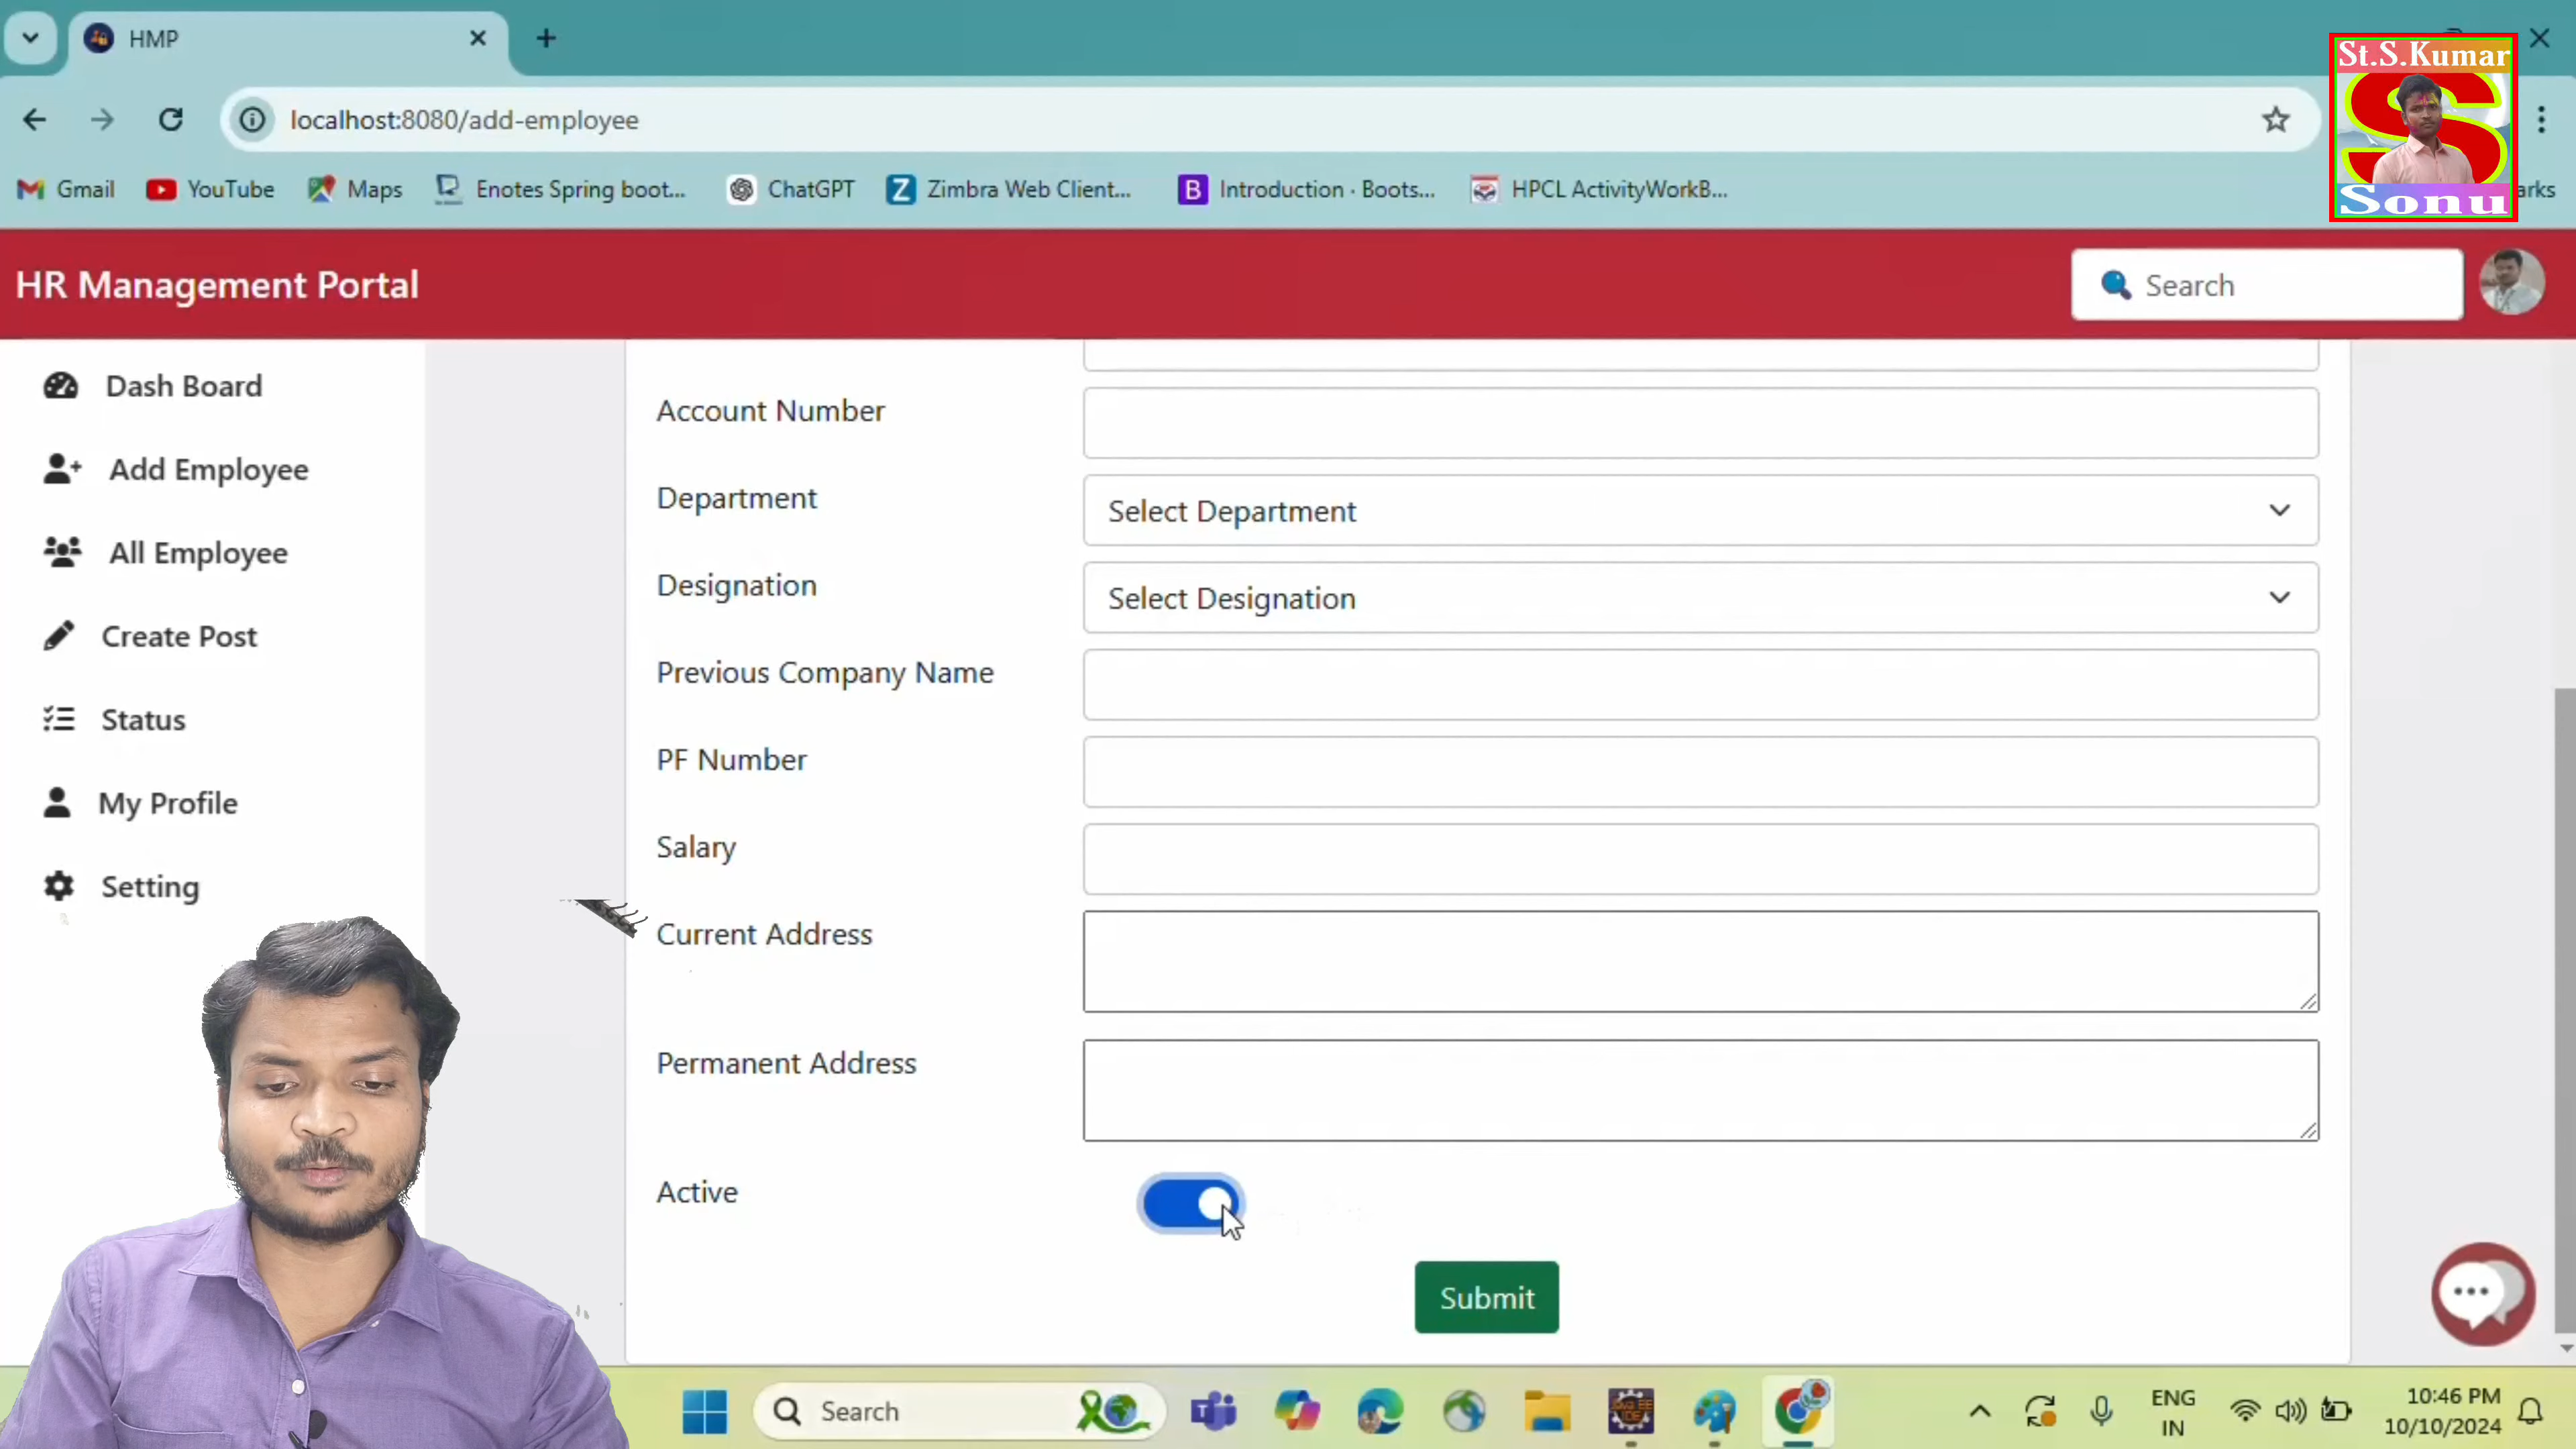 HMP
St.S.Kumar
S
Sonu
localhost:8080/add-employee
Gmail
YouTube
Maps
Enotes Spring boot...
ChatGPT
Z
Zimbra Web Client...
B
Introduction · Boots...
HPCL ActivityWorkB...
HR Management Portal
Search
Dash Board
Add Employee
All Employee
Create Post
Status
My Profile
Setting
Account Number
Department
Select Department
Designation
Select Designation
Previous Company Name
PF Number
Salary
Current Address
Permanent Address
Active
Submit
Search
ENG
IN
10:46 PM
10/10/2024